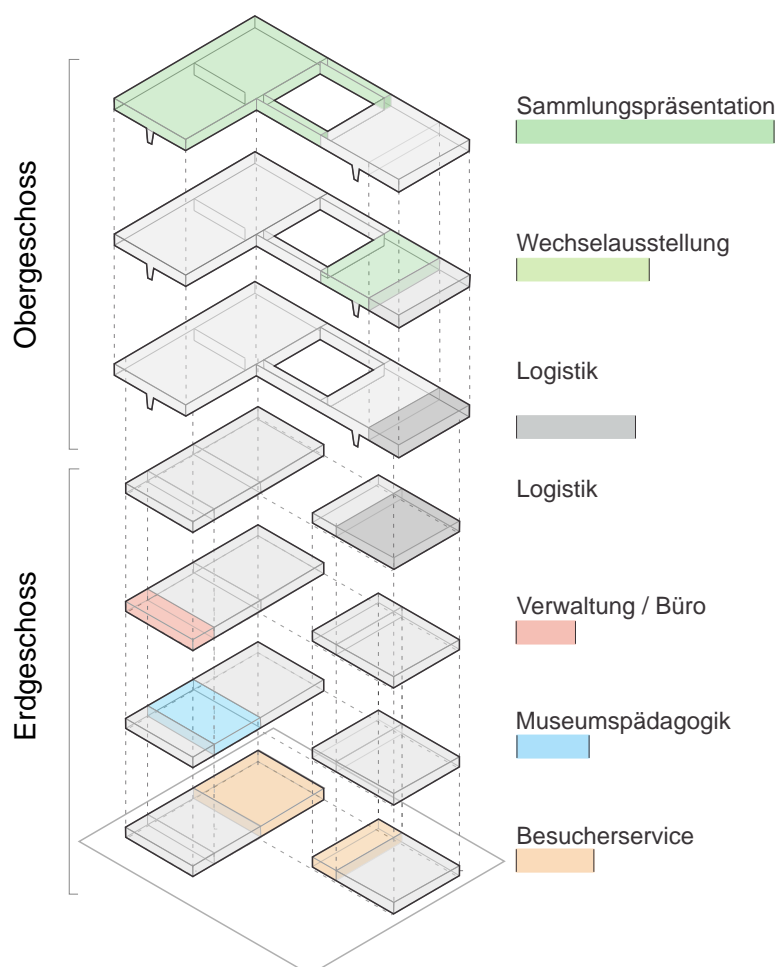 Obergeschoss
Sammlungspräsentation
Wechselausstellung
Logistik
Erdgeschoss
Logistik
Verwaltung / Büro
Museumspädagogik
Besucherservice